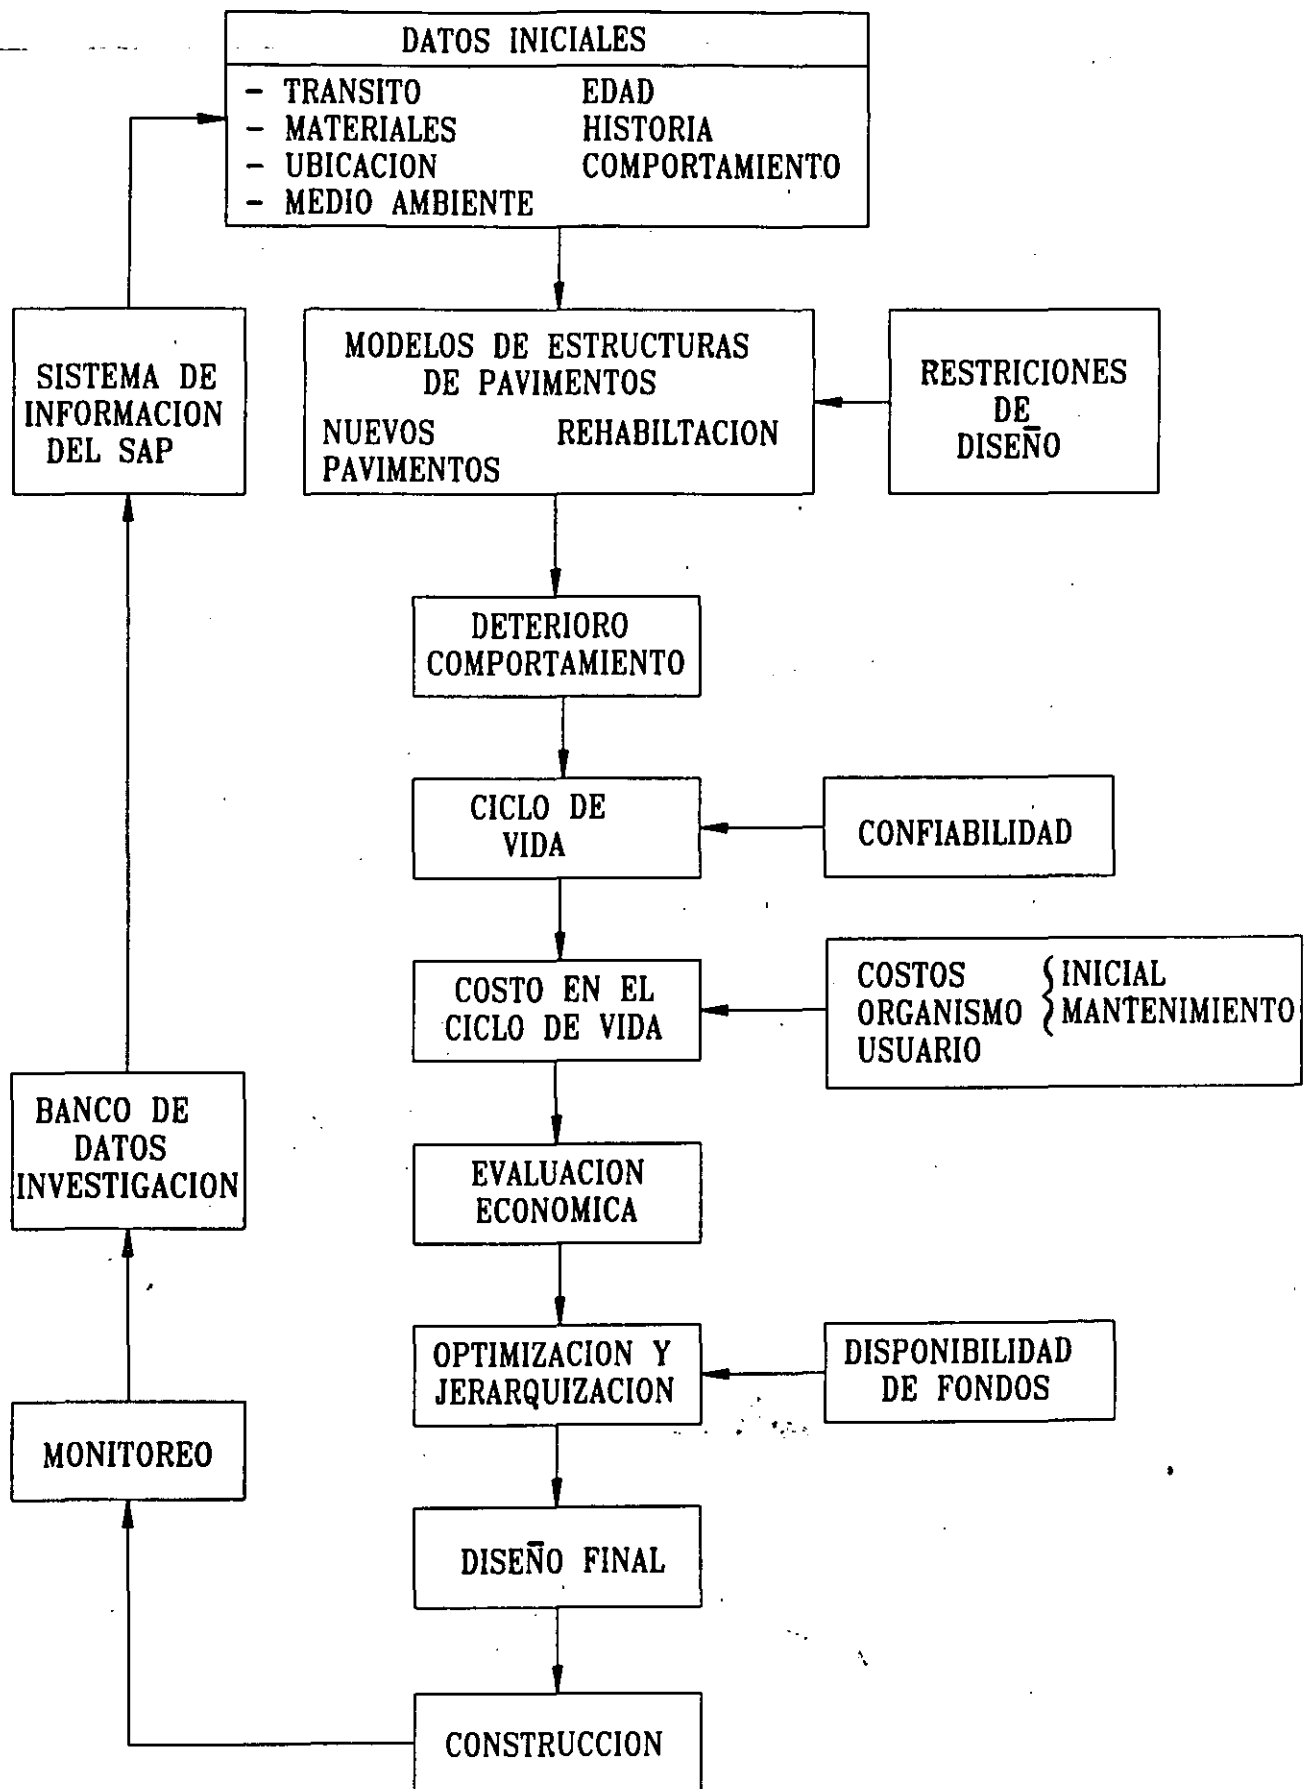 DATOS INICIALES
- TRANSITO EDAD
- MATERIALES HISTORIA
- UBICACION COMPORTAMIENTO
- MEDIO AMBIENTE
SISTEMA DE
INFORMACION
DEL SAP
MODELOS DE ESTRUCTURAS
DE PAVIMENTOS
NUEVOS REHABILTACION
PAVIMENTOS
RESTRICIONES
DE
DISEÑO
DETERIORO
COMPORTAMIENTO
CICLO DE
VIDA
CONFIABILIDAD
COSTO EN EL
CICLO DE VIDA
COSTOS { INICIAL
ORGANISMO { MANTENIMIENTO
USUARIO
BANCO DE
DATOS
INVESTIGACION
EVALUACION
ECONOMICA
OPTIMIZACION Y
JERARQUIZACION
DISPONIBILIDAD
DE FONDOS
MONITOREO
DISEÑO FINAL
CONSTRUCCION